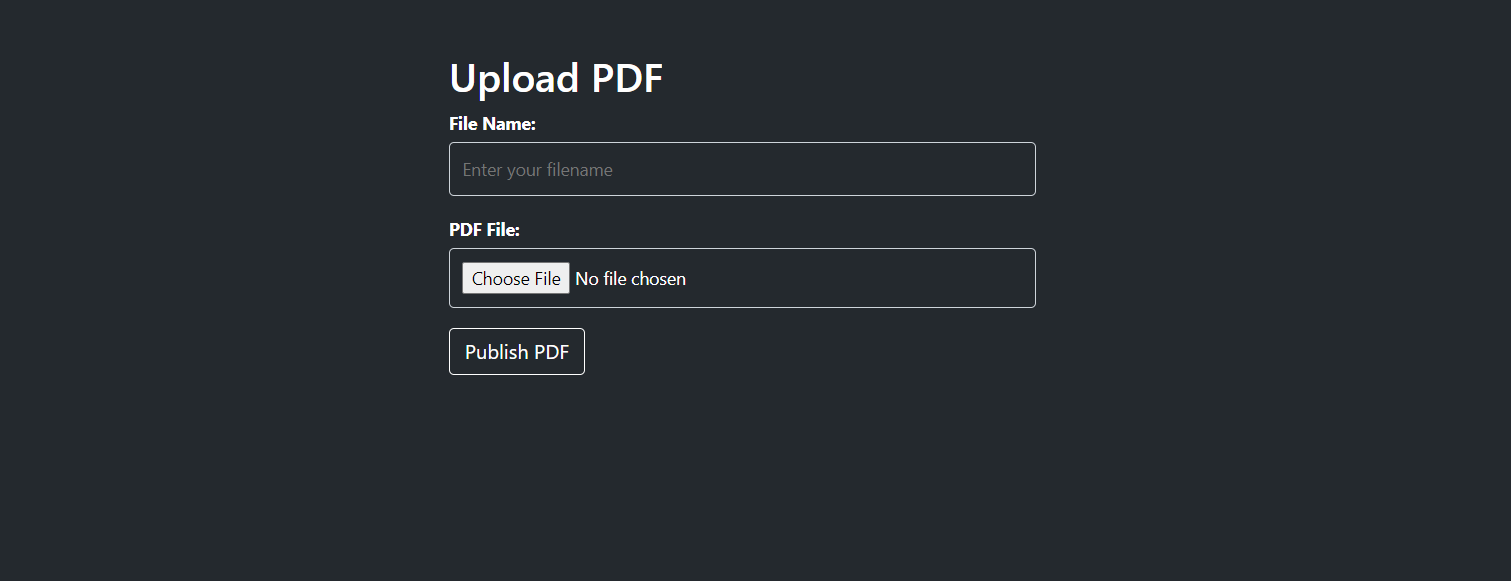 Upload PDF
File Name:
Enter your filename
PDF File:
Choose File No file chosen
Publish PDF